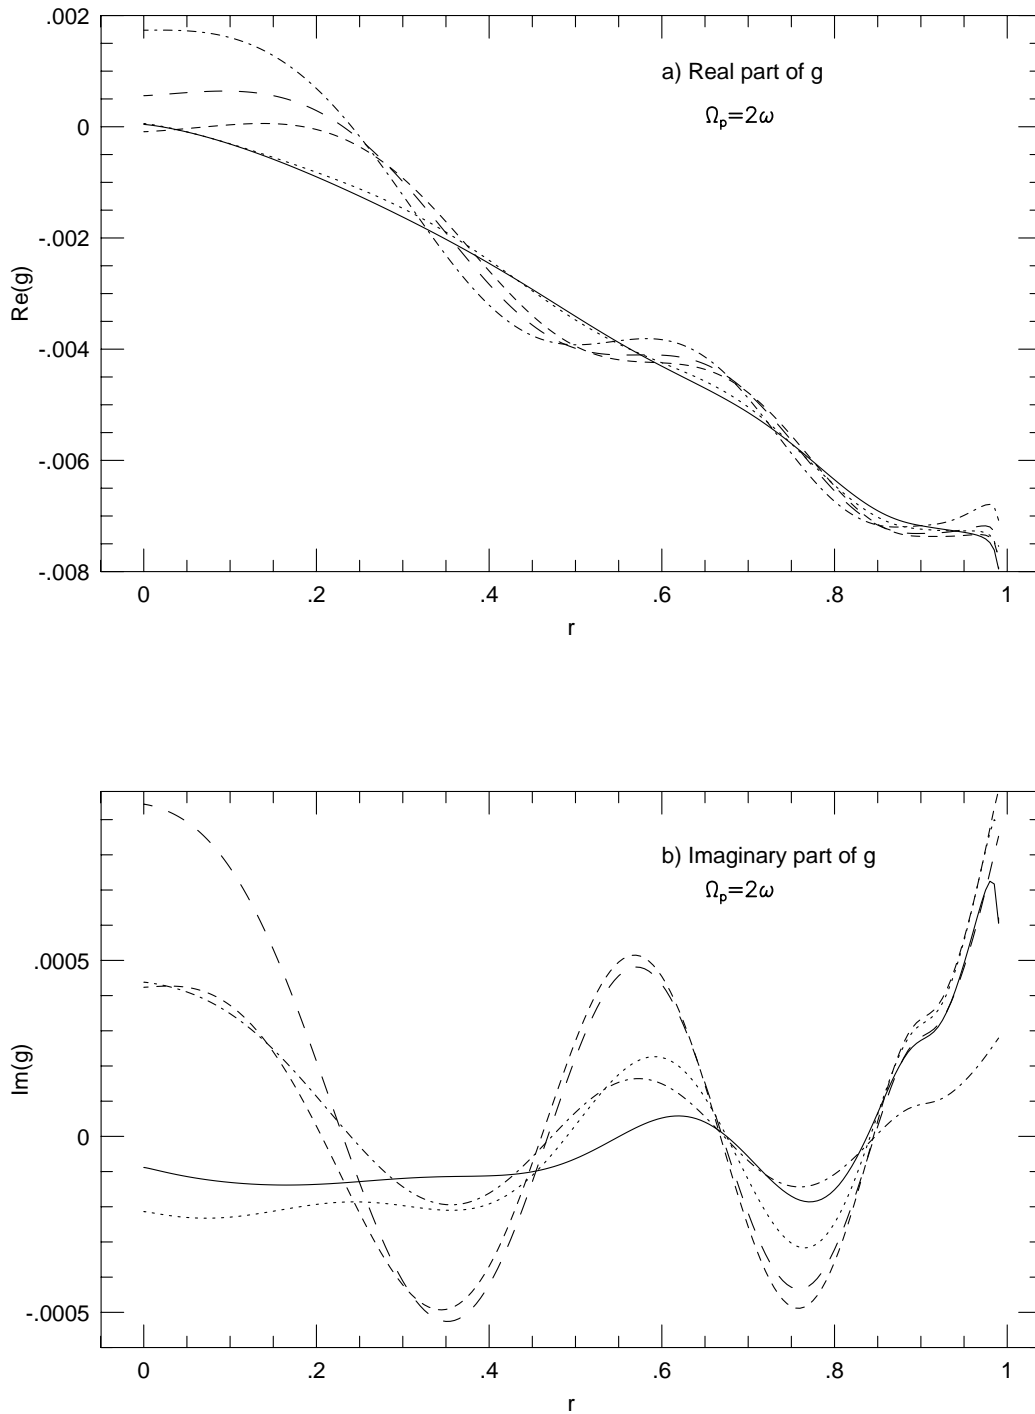 .002
a) Real part of g
Ωp=2ω
0
-.002
Re(g)
-.004
-.006
-.008
0 .2 .4 .6 .8 1
r
b) Imaginary part of g
Ωp=2ω
.0005
Im(g)
0
-.0005
0 .2 .4 .6 .8 1
r